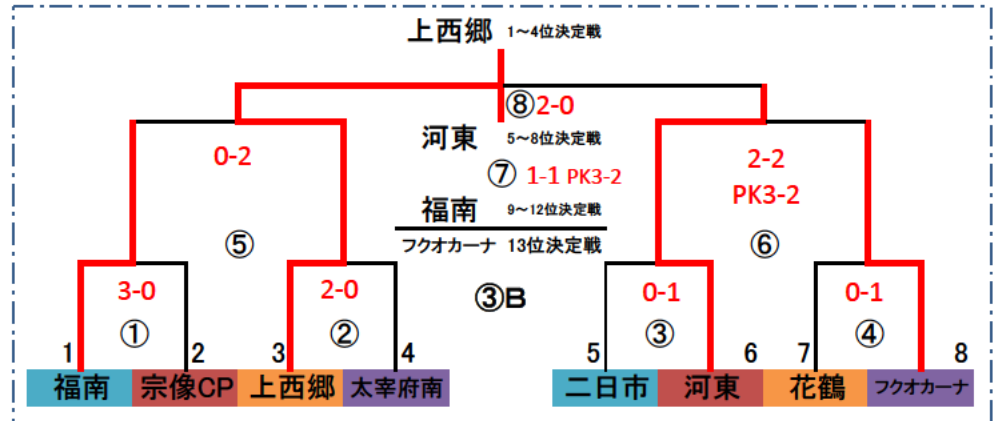 上西郷 1～4位決定戦
⑧2-0
河東 5～8位決定戦
0-2
⑦ 1-1 PK3-2
2-2
PK3-2
福南 9～12位決定戦
⑤
フクオカーナ 13位決定戦
⑥
3-0
2-0
③B
0-1
0-1
①
②
③
④
1
2
3
4
5
6
7
8
福南 宗像CP 上西郷 太宰府南 二日市 河東 花鶴 フクオカーナ